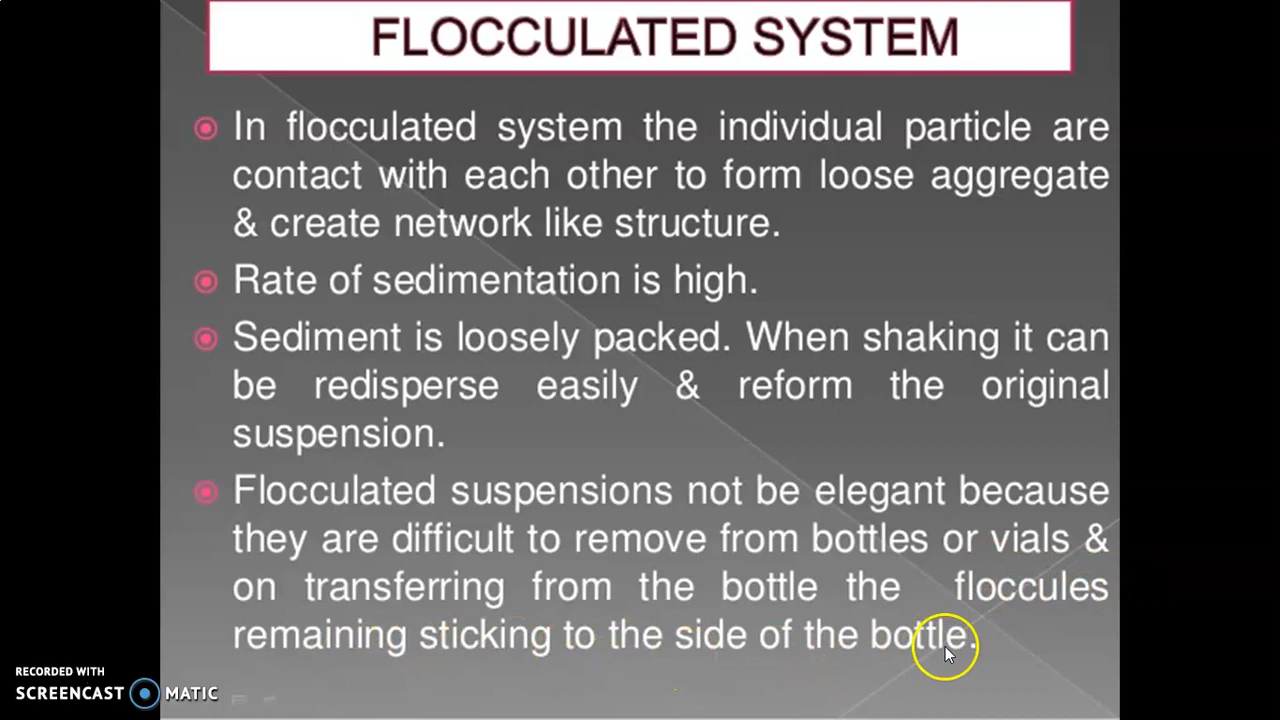 FLOCCULATED SYSTEM
In flocculated system the individual particle are
contact with each other to form loose aggregate
& create network like structure.
Rate of sedimentation is high.
Sediment is loosely packed. When shaking it can
be redisperse easily & reform the original
suspension.
Flocculated suspensions not be elegant because
they are difficult to remove from bottles or vials &
on transferring from the bottle the floccules
remaining sticking to the side of the bottle.
RECORDED WITH
SCREENCAST MATIC